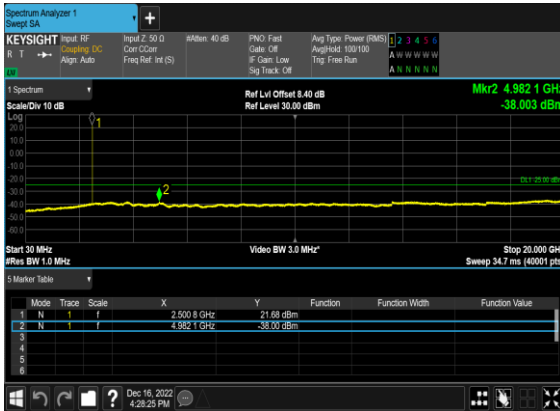 Spectrum Analyzer 1
Swept SA
+
KEYSIGHT Input: RF Input Z: 50 Ω #Atten: 40 dB PNO: Fast Avg Type: Power (RMS) 1 2 3 4 5 6
R T Coupling: DC Corr CCorr Gate: Off Avg|Hold: 100/100 A W W W W W
Align: Auto Freq Ref: Int (S) IF Gain: Low Trig: Free Run
Sig Track: Off A N N N N N
1 Spectrum Ref Lvl Offset 8.40 dB Mkr2 4.982 1 GHz
Scale/Div 10 dB Ref Level 30.00 dBm -38.003 dBm
Log
20.0
10.0
0.00
-10.0
-20.0
-30.0
-40.0
-50.0
-60.0
1
2
DL1 -25.00 dBm
Start 30 MHz Video BW 3.0 MHz* Stop 20.000 GHz
#Res BW 1.0 MHz Sweep 34.7 ms (40001 pts)
5 Marker Table
Mode Trace Scale X Y Function Function Width Function Value
1 N 1 f 2.500 8 GHz 21.68 dBm
2 N 1 f 4.982 1 GHz -38.00 dBm
3
4
5
6
? Dec 16, 2022
4:28:25 PM